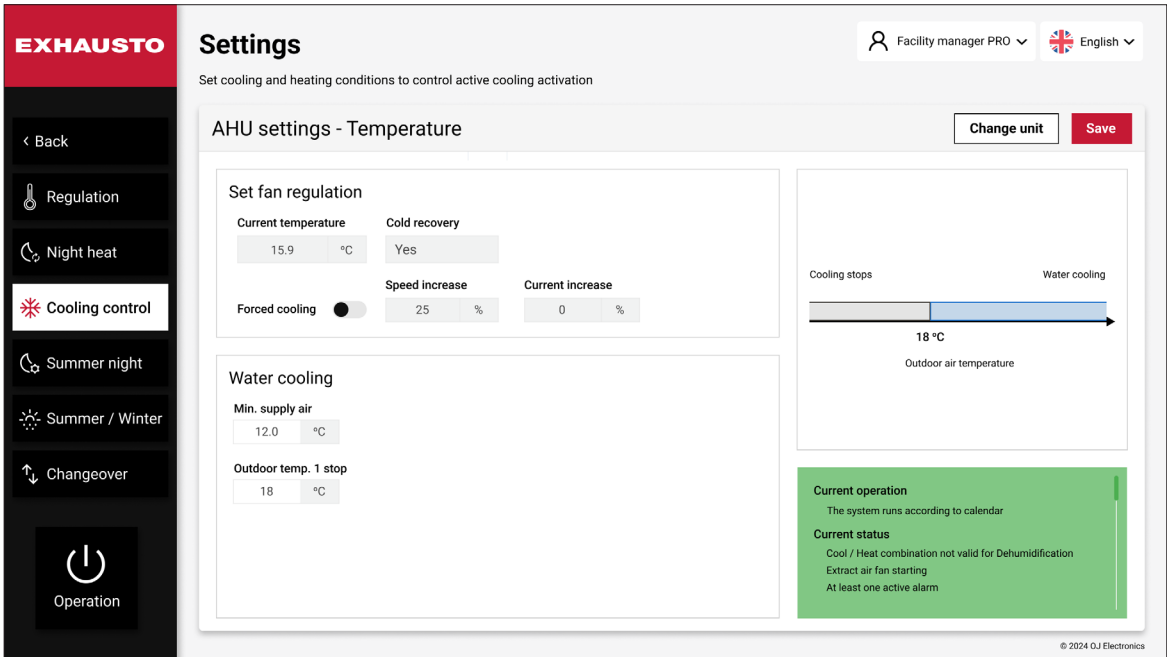 EXHAUSTO
Settings
Facility manager PRO
English
Set cooling and heating conditions to control active cooling activation
< Back
Regulation
Night heat
Cooling control
Summer night
Summer / Winter
Changeover
Operation
AHU settings - Temperature
Change unit
Save
Set fan regulation
Current temperature
Cold recovery
15.9 °C
Yes
Speed increase
Current increase
Forced cooling
25 %
0 %
Water cooling
Min. supply air
12.0 °C
Outdoor temp. 1 stop
18 °C
Cooling stops
Water cooling
18 °C
Outdoor air temperature
Current operation
The system runs according to calendar
Current status
Cool / Heat combination not valid for Dehumidification
Extract air fan starting
At least one active alarm
© 2024 OJ Electronics